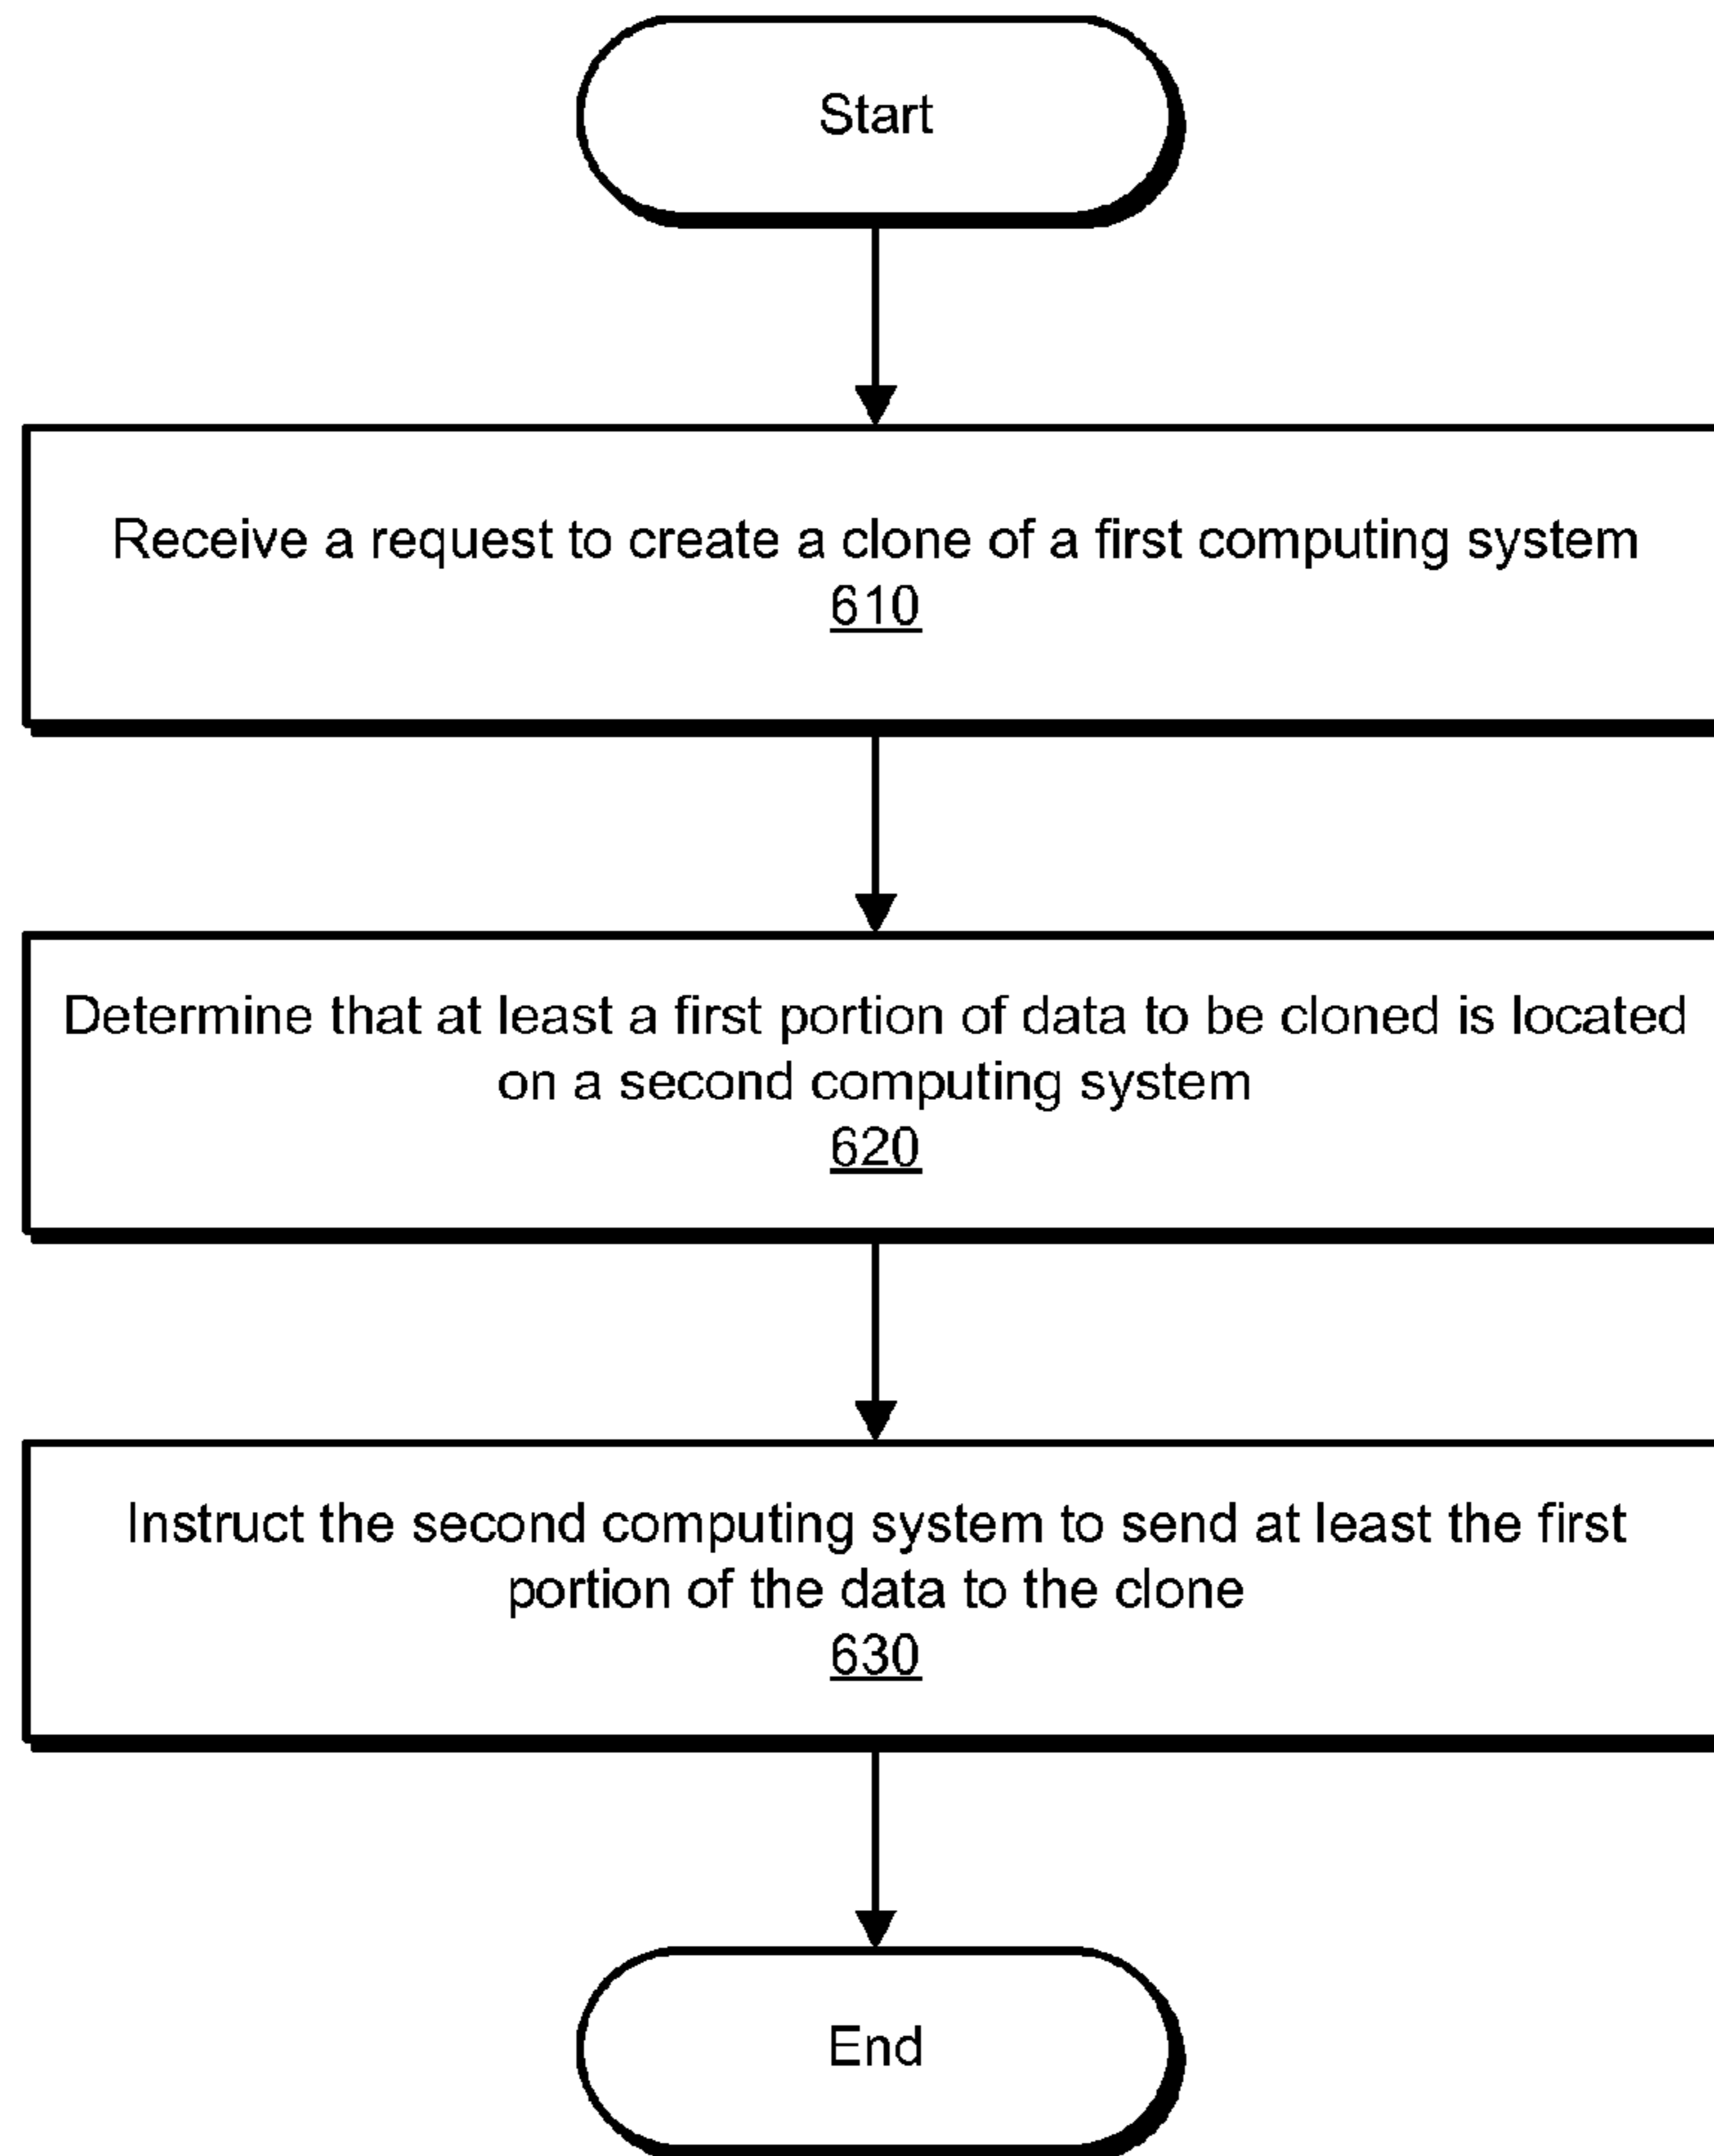 Start
Receive a request to create a clone of a first computing system
610
Determine that at least a first portion of data to be cloned is located
on a second computing system
620
Instruct the second computing system to send at least the first
portion of the data to the clone
630
End